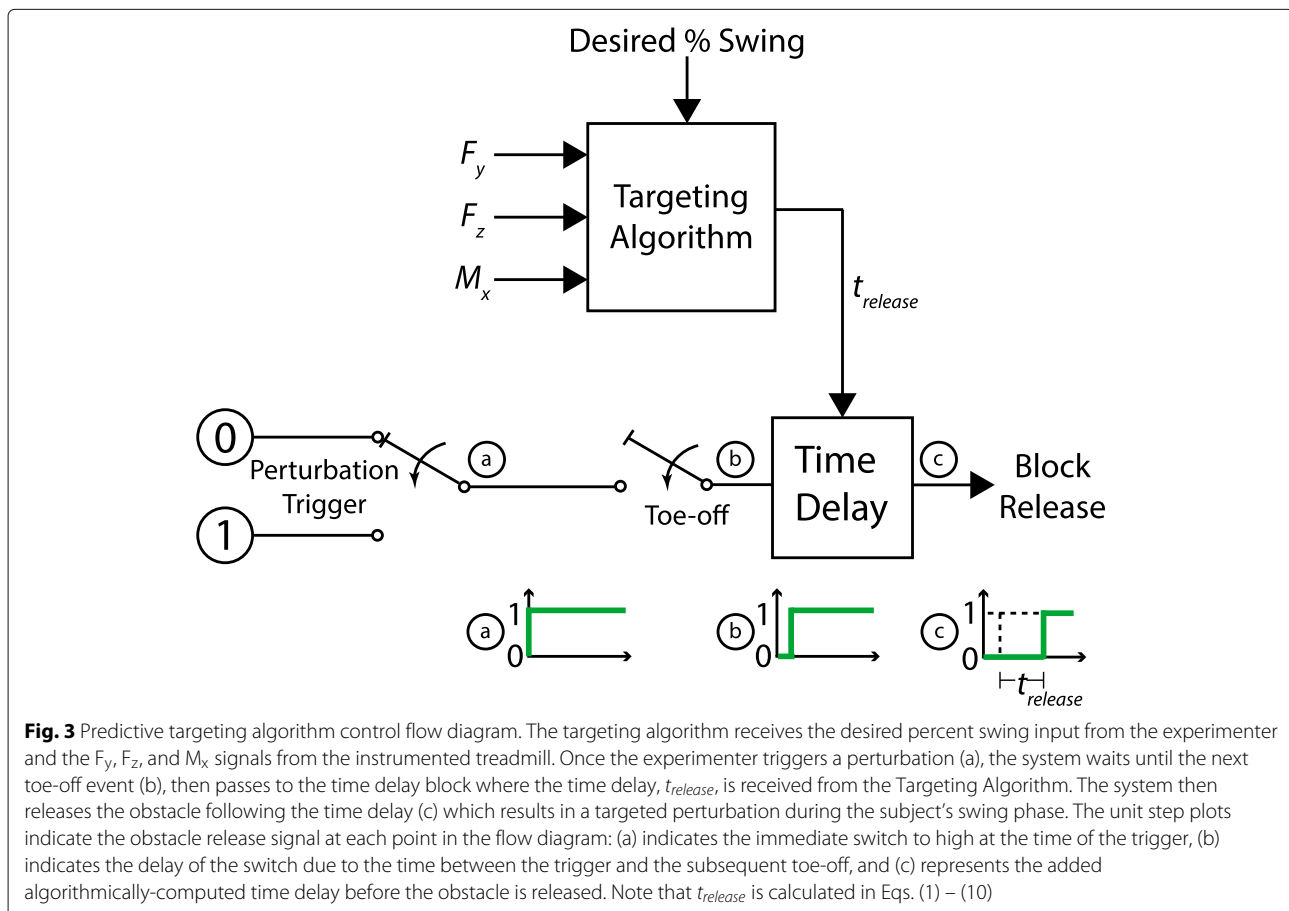 Desired % Swing
F_y
F_z
M_x
Targeting
Algorithm
t_release
0
Perturbation
Trigger
1
a
Toe-off
b
Time
Delay
c
Block
Release
a
1
0
b
1
0
c
1
0
t_release
Fig. 3 Predictive targeting algorithm control flow diagram. The targeting algorithm receives the desired percent swing input from the experimenter
and the F_y, F_z, and M_x signals from the instrumented treadmill. Once the experimenter triggers a perturbation (a), the system waits until the next
toe-off event (b), then passes to the time delay block where the time delay, t_release, is received from the Targeting Algorithm. The system then
releases the obstacle following the time delay (c) which results in a targeted perturbation during the subject's swing phase. The unit step plots
indicate the obstacle release signal at each point in the flow diagram: (a) indicates the immediate switch to high at the time of the trigger, (b)
indicates the delay of the switch due to the time between the trigger and the subsequent toe-off, and (c) represents the added
algorithmically-computed time delay before the obstacle is released. Note that t_release is calculated in Eqs. (1) – (10)